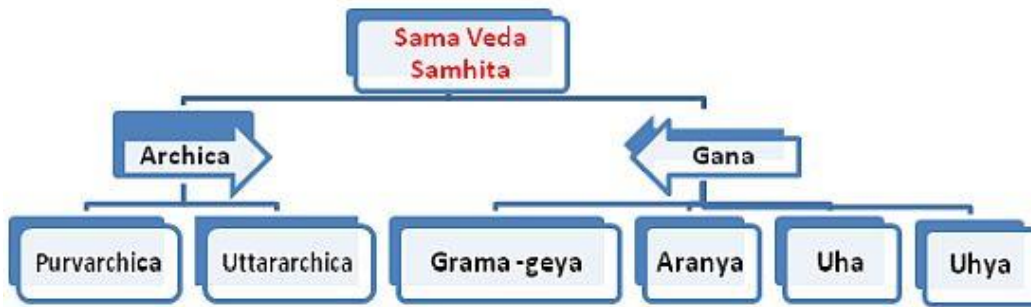 Sama Veda
Samhita
Archica
Gana
Purvarchica
Uttararchica
Grama -geya
Aranya
Uha
Uhya